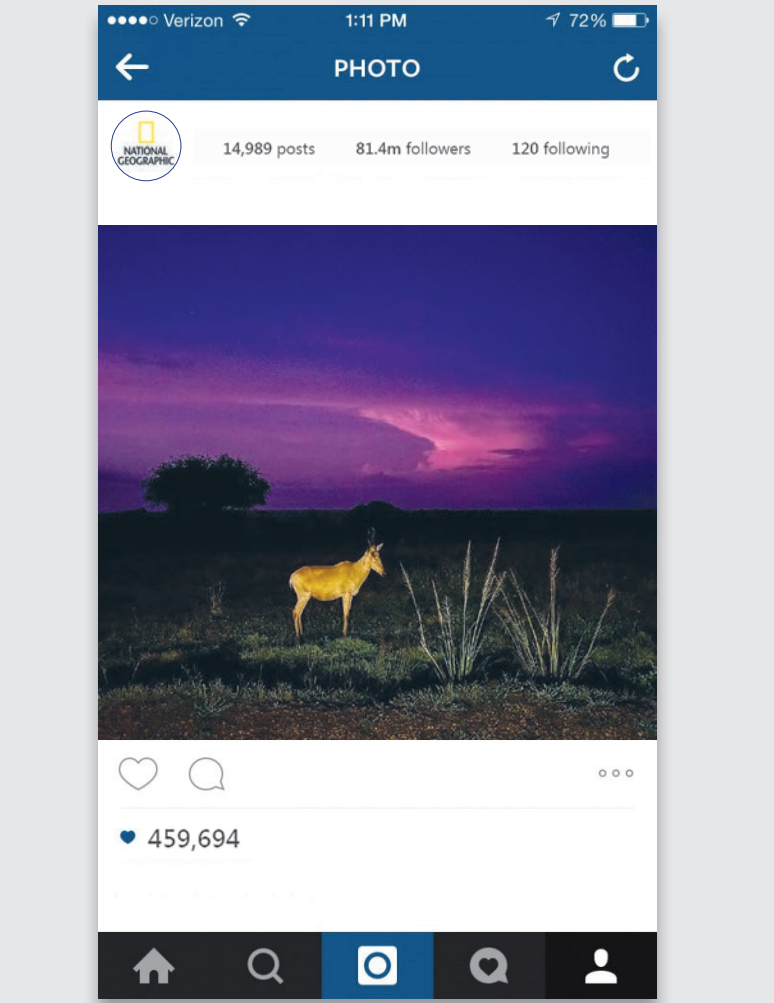 Verizon 1:11 PM 72%
PHOTO
NATIONAL
GEOGRAPHIC
14,989 posts 81.4m followers 120 following
459,694